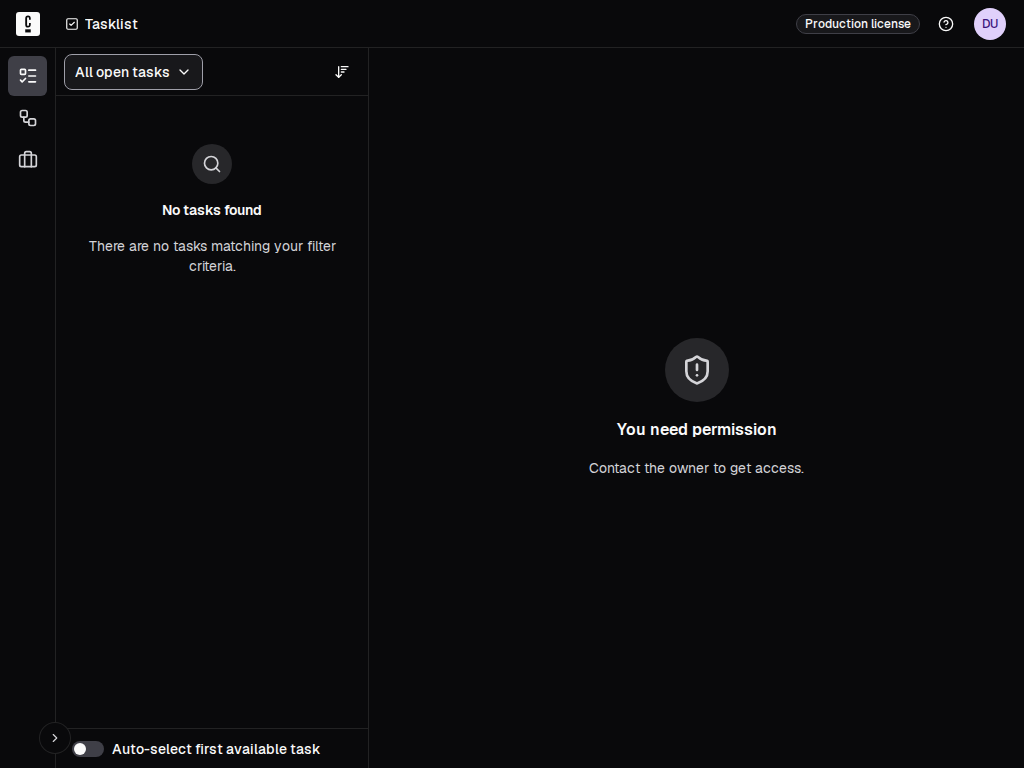 Tasklist
Production license
DU
All open tasks
No tasks found
There are no tasks matching your filter
criteria.
You need permission
Contact the owner to get access.
Auto-select first available task